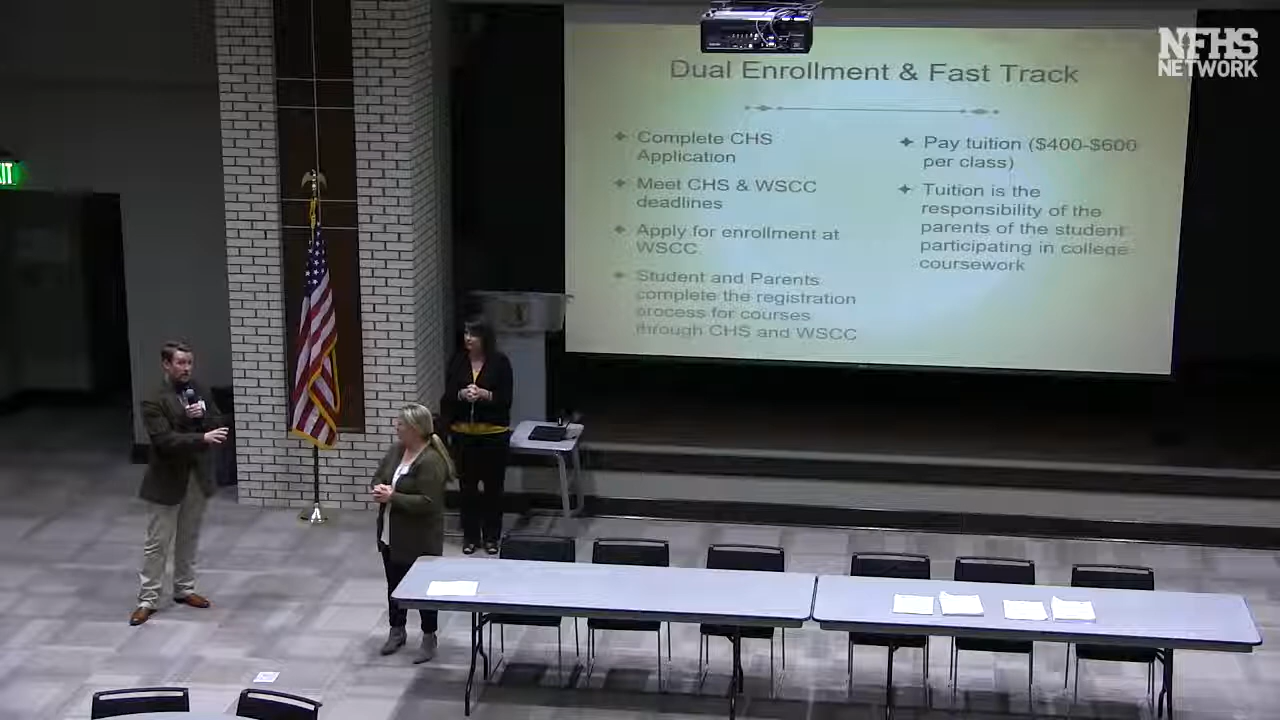 NFHS
NETWORK
Dual Enrollment & Fast Track
Complete CHS
Application
Meet CHS & WSCC
deadlines
Apply for enrollment at
WSCC.
Student and Parents
complete the registration
process for courses
through CHS and WSCC
Pay tuition ($400-$600
per class)
Tuition is the
responsibility of the
parents of the student
participating in college
coursework